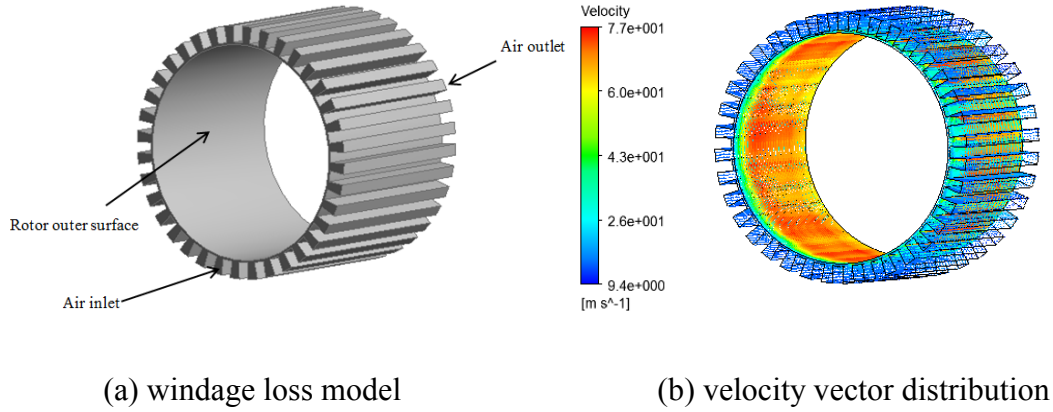 Air outlet
Rotor outer surface
Air inlet
Velocity
7.7e+001
6.0e+001
4.3e+001
2.6e+001
9.4e+000
[m s^-1]
(a) windage loss model
(b) velocity vector distribution